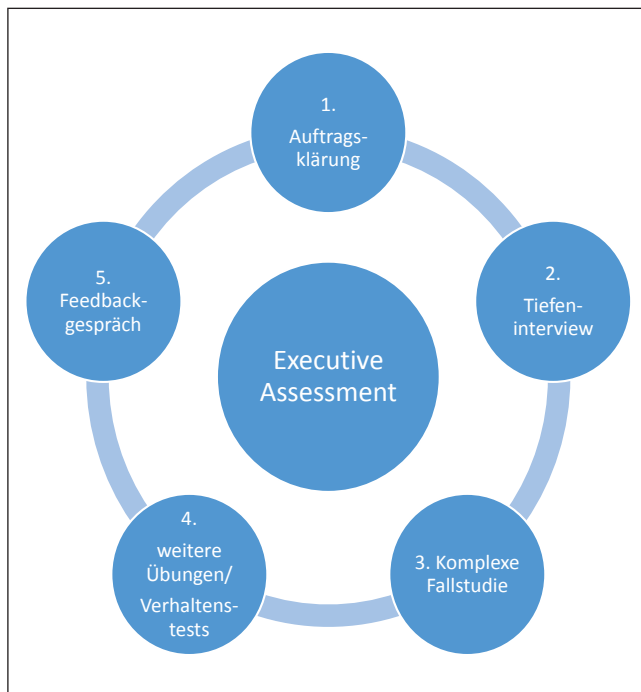 1.
Auftrags-
klärung
2.
Tiefen-
interview
3. Komplexe
Fallstudie
4.
weitere
Übungen/
Verhaltens-
tests
5.
Feedback-
gespräch
Executive
Assessment